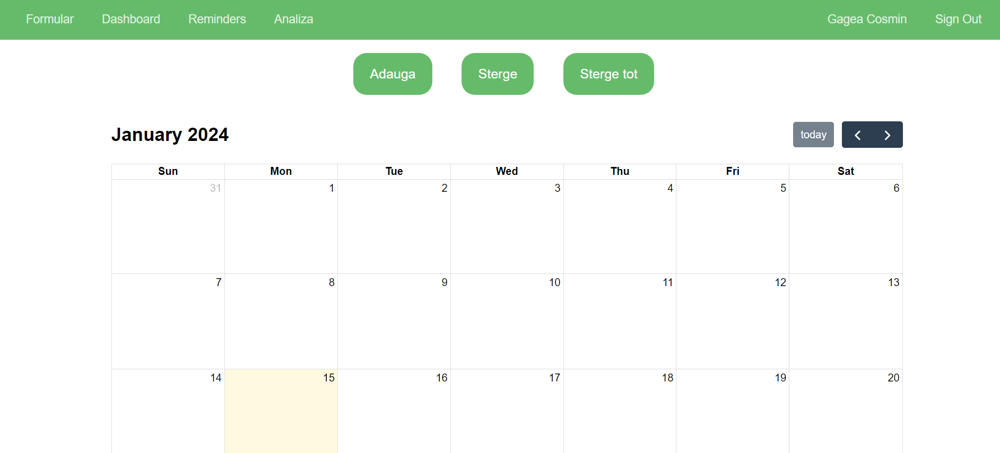 Formular Dashboard Reminders Analiza Gagea Cosmin Sign Out
Adauga Sterge Sterge tot
January 2024 today
Sun Mon Tue Wed Thu Fri Sat
31 1 2 3 4 5 6
7 8 9 10 11 12 13
14 15 16 17 18 19 20